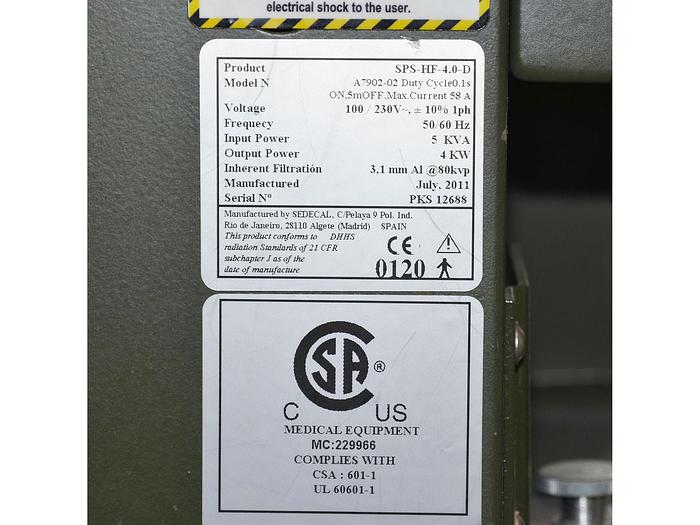 electrical shock to the user.
Product SPS-HF-4.0-D
Model N A7902-02 Duty Cycle0.1s
ON,5mOFF.Max.Current 58 A
Voltage 100 / 230V~, ± 10% 1ph
Frequecy 50/60 Hz
Input Power 5 KVA
Output Power 4 KW
Inherent Filtratión 3,1 mm Al @80kvp
Manufactured July, 2011
Serial Nº PKS 12688
Manufactured by SEDECAL, C/Pelaya 9 Pol. Ind.
Rio de Janeiro, 28110 Algete (Madrid) SPAIN
This product conforms to DHHS
radiation Standards of 21 CFR
subchapter J as of the
date of manufacture
CE
0120
CSA ®
C US
MEDICAL EQUIPMENT
MC:229966
COMPLIES WITH
CSA : 601-1
UL 60601-1